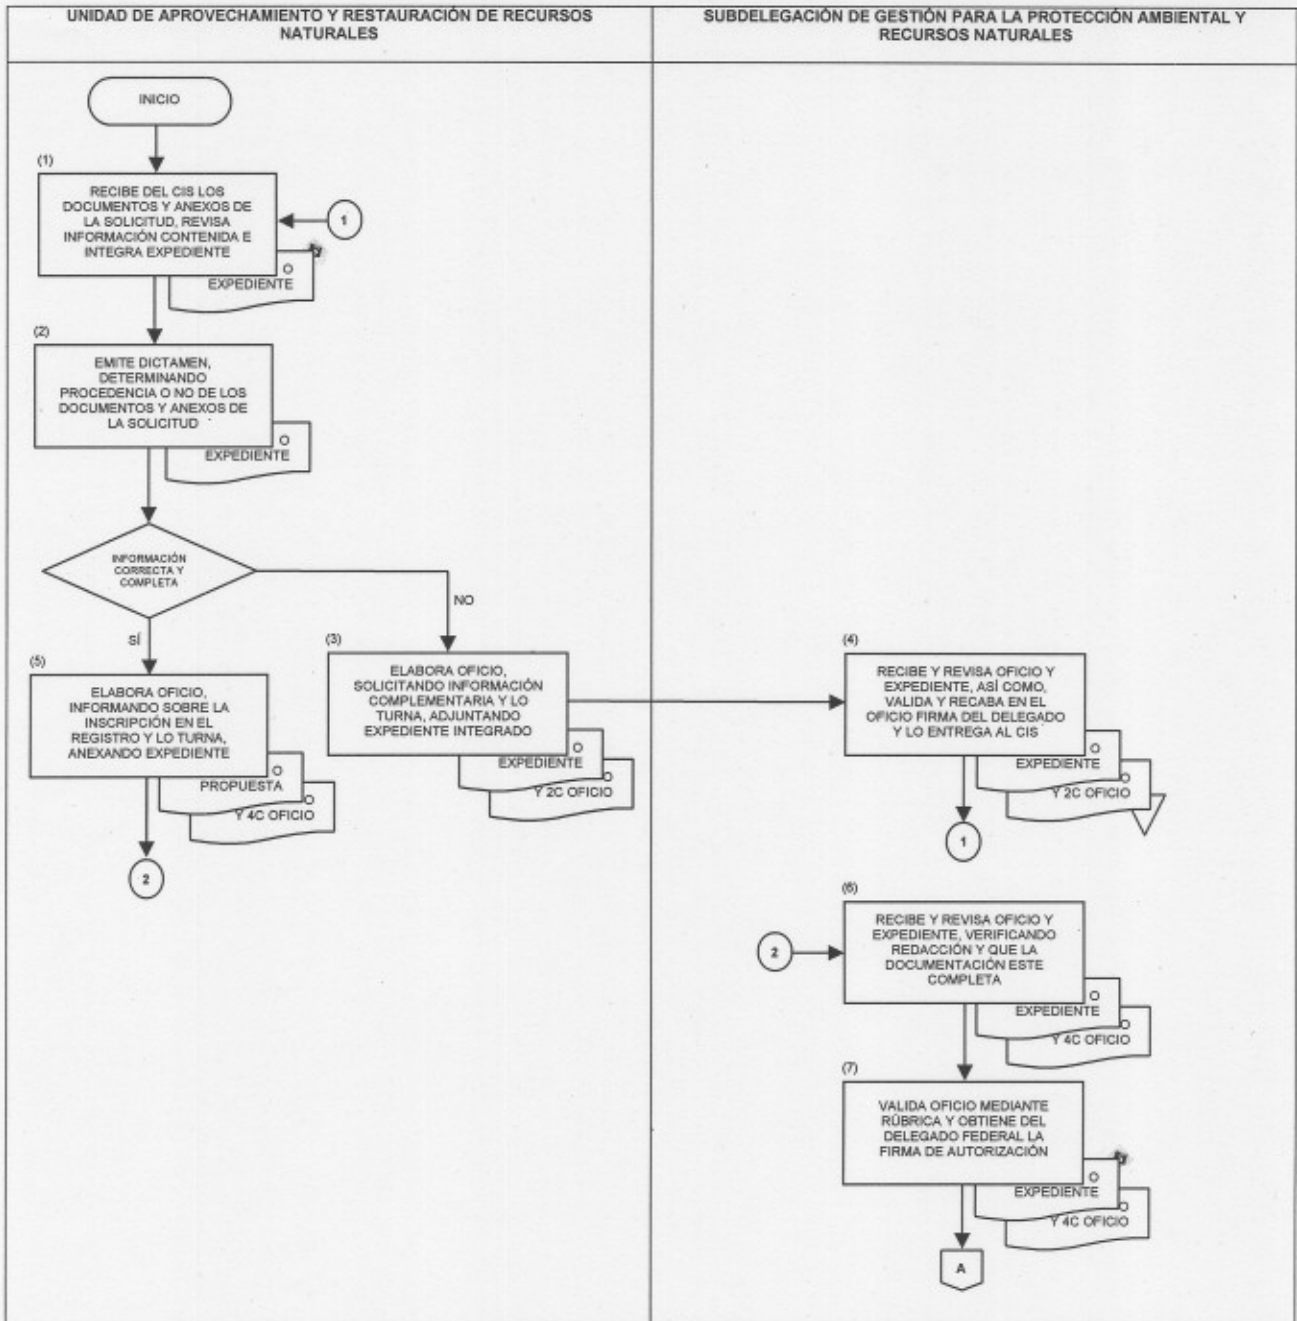 UNIDAD DE APROVECHAMIENTO Y RESTAURACIÓN DE RECURSOS
NATURALES
SUBDELEGACIÓN DE GESTIÓN PARA LA PROTECCIÓN AMBIENTAL Y
RECURSOS NATURALES
INICIO
(1)
RECIBE DEL CIS LOS
DOCUMENTOS Y ANEXOS DE
LA SOLICITUD, REVISA
INFORMACIÓN CONTENIDA E
INTEGRA EXPEDIENTE
1
O
EXPEDIENTE
(2)
EMITE DICTAMEN,
DETERMINANDO
PROCEDENCIA O NO DE LOS
DOCUMENTOS Y ANEXOS DE
LA SOLICITUD
O
EXPEDIENTE
INFORMACIÓN
CORRECTA Y
COMPLETA
NO
SÍ
(5)
ELABORA OFICIO,
INFORMANDO SOBRE LA
INSCRIPCIÓN EN EL
REGISTRO Y LO TURNA,
ANEXANDO EXPEDIENTE
O
PROPUESTA
O
Y 4C OFICIO
2
(3)
ELABORA OFICIO,
SOLICITANDO INFORMACIÓN
COMPLEMENTARIA Y LO
TURNA, ADJUNTANDO
EXPEDIENTE INTEGRADO
O
EXPEDIENTE
O
Y 2C OFICIO
(4)
RECIBE Y REVISA OFICIO Y
EXPEDIENTE, ASÍ COMO,
VALIDA Y RECABA EN EL
OFICIO FIRMA DEL DELEGADO
Y LO ENTREGA AL CIS
O
EXPEDIENTE
O
Y 2C OFICIO
1
(6)
2
RECIBE Y REVISA OFICIO Y
EXPEDIENTE, VERIFICANDO
REDACCIÓN Y QUE LA
DOCUMENTACIÓN ESTE
COMPLETA
O
EXPEDIENTE
O
Y 4C OFICIO
(7)
VALIDA OFICIO MEDIANTE
RÚBRICA Y OBTIENE DEL
DELEGADO FEDERAL LA
FIRMA DE AUTORIZACIÓN
O
EXPEDIENTE
O
Y 4C OFICIO
A